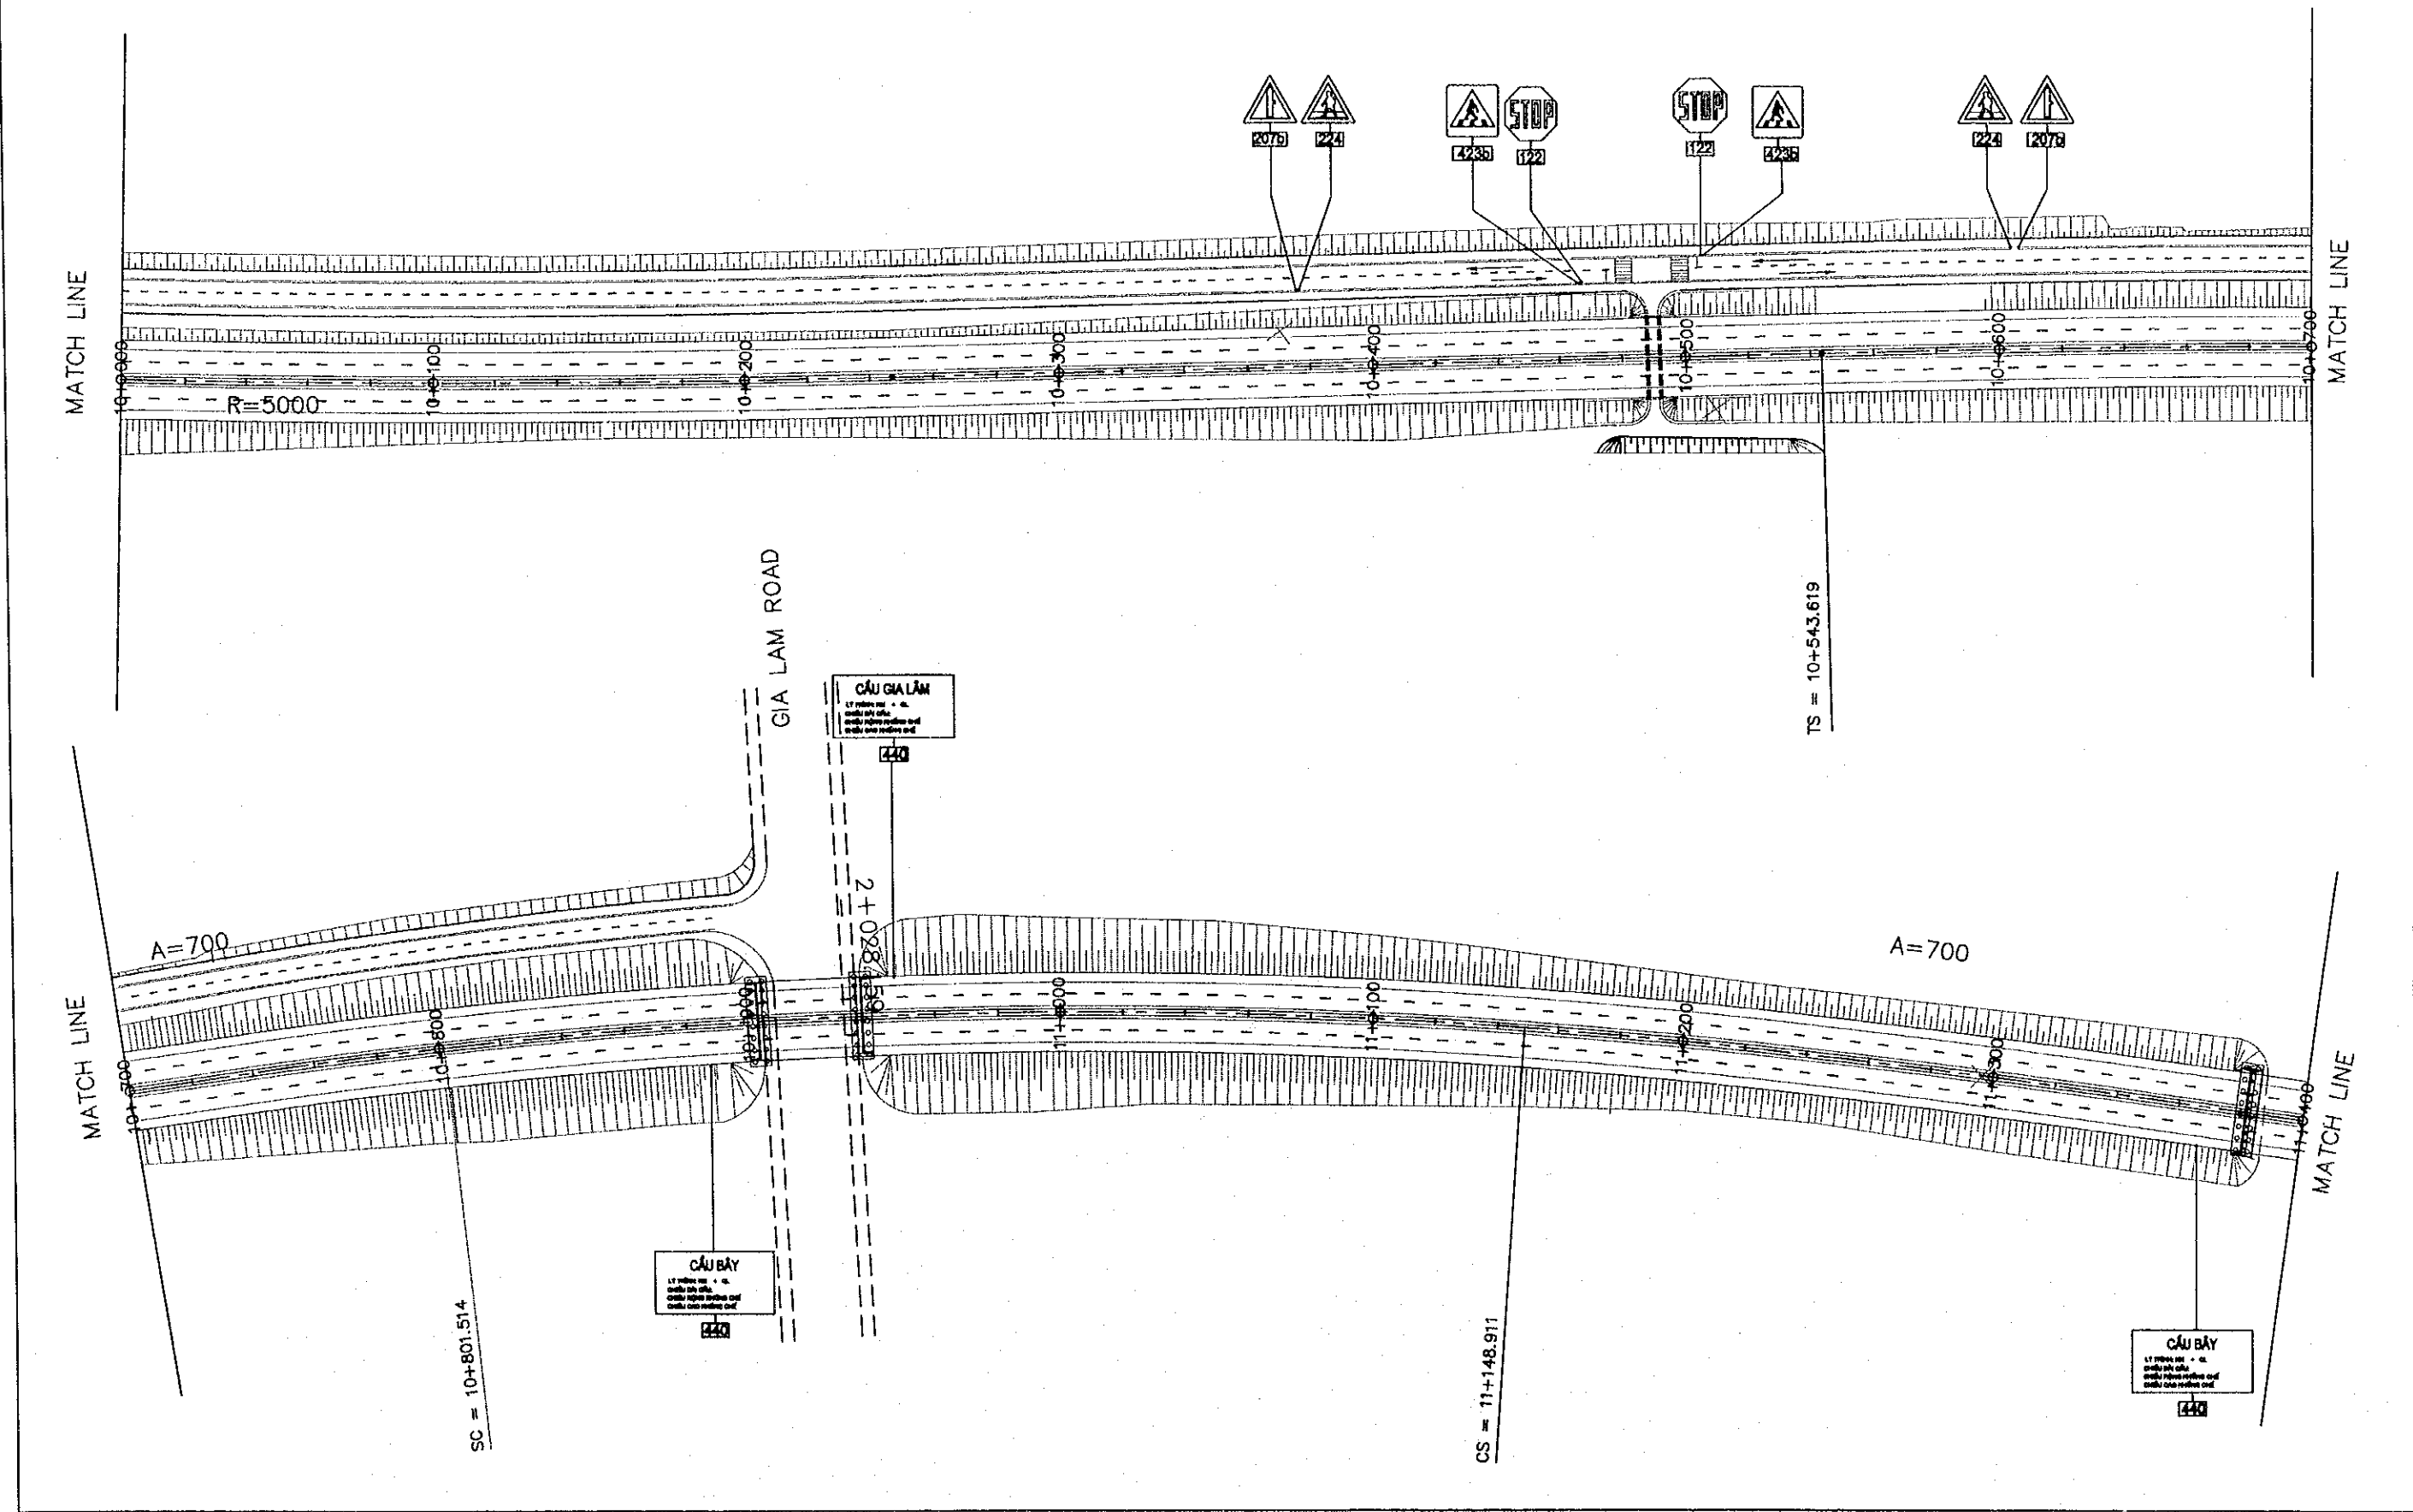 207b
224
423b
STOP
122
STOP
122
423b
224
207b
MATCH LINE
10+000
R=5000
10+100
10+200
10+300
10+400
10+500
10+600
10+700
MATCH LINE
TS = 10+543.619
GIA LAM ROAD
CẦU GIA LÂM
440
2+028
A=700
MATCH LINE
10+700
10+800
10+900
11+000
11+100
11+200
11+300
11+400
A=700
MATCH LINE
SC = 10+801.514
CẦU BÂY
440
CS = 11+148.911
CẦU BÂY
440